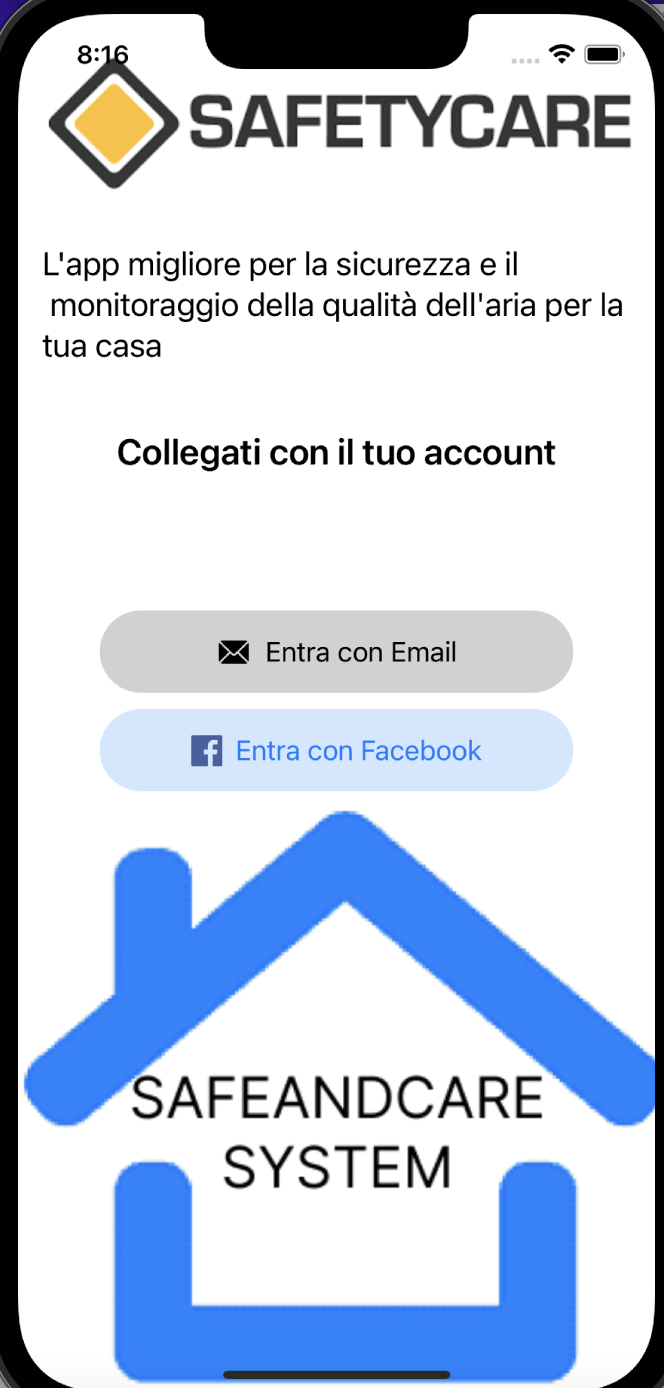 8:16
SAFETYCARE
L'app migliore per la sicurezza e il
monitoraggio della qualità dell'aria per la
tua casa
Collegati con il tuo account
Entra con Email
Entra con Facebook
SAFEANDCARE
SYSTEM